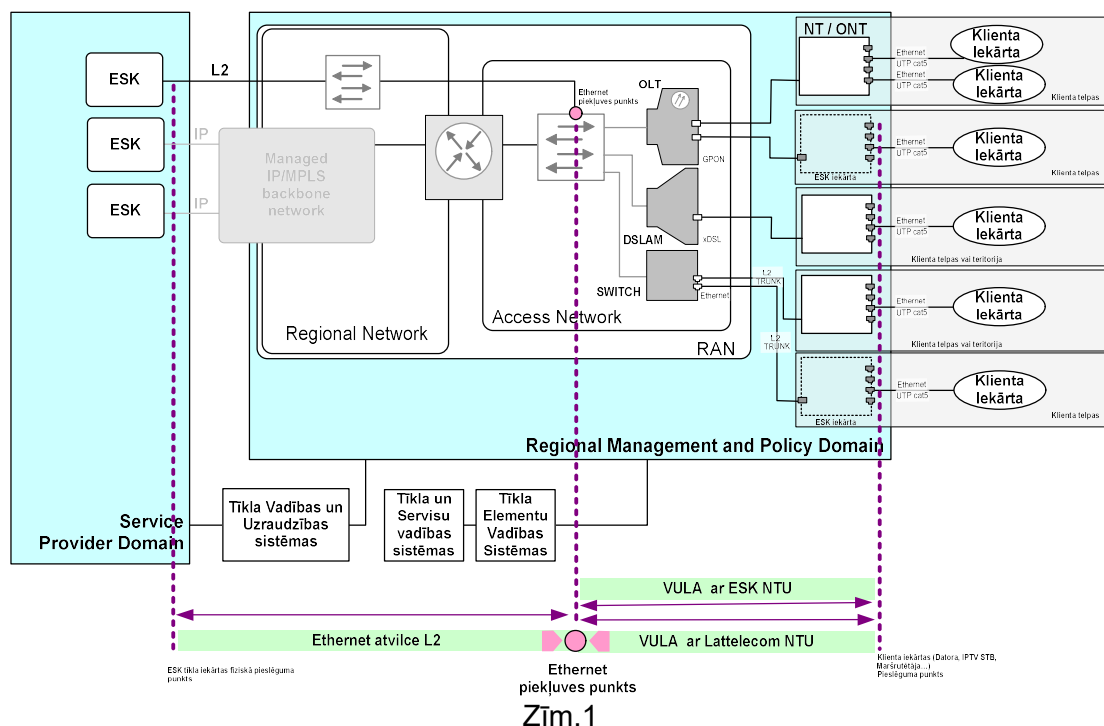 NT / ONT
Klienta
Iekārta
Ethernet
UTP cat5
Ethernet
UTP cat5
Klienta
Iekārta
Klienta telpas
ESK
L2
OLT
Ethernet
piekļuves punkts
GPON
ESK
IP
Managed
IP/MPLS
backbone
network
ESK
IP
Ethernet
UTP cat5
Klienta
Iekārta
ESK iekārta
Klienta telpas
DSLAM
xDSL
Ethernet
UTP cat5
Klienta
Iekārta
Klienta telpas vai teritorija
SWITCH
Ethernet
L2
TRUNK
Ethernet
UTP cat5
Klienta
Iekārta
Klienta telpas vai teritorija
Access Network
Regional Network
RAN
L2
TRUNK
Ethernet
UTP cat5
Klienta
Iekārta
ESK iekārta
Klienta telpas
Regional Management and Policy Domain
Service
Provider Domain
Tīkla Vadības un
Uzraudzības
sistēmas
Tīkla un
Servisu
vadības
sistēmas
Tīkla
Elementu
Vadības
Sistēmas
VULA ar ESK NTU
Ethernet atvilce L2
VULA ar Lattelecom NTU
ESK tīkla iekārtas fiziskā pieslēguma
punkts
Ethernet
piekļuves punkts
Klienta iekārtas (Datora, IPTV STB,
Maršrutētāja...)
Pieslēguma punkts
Zīm.1